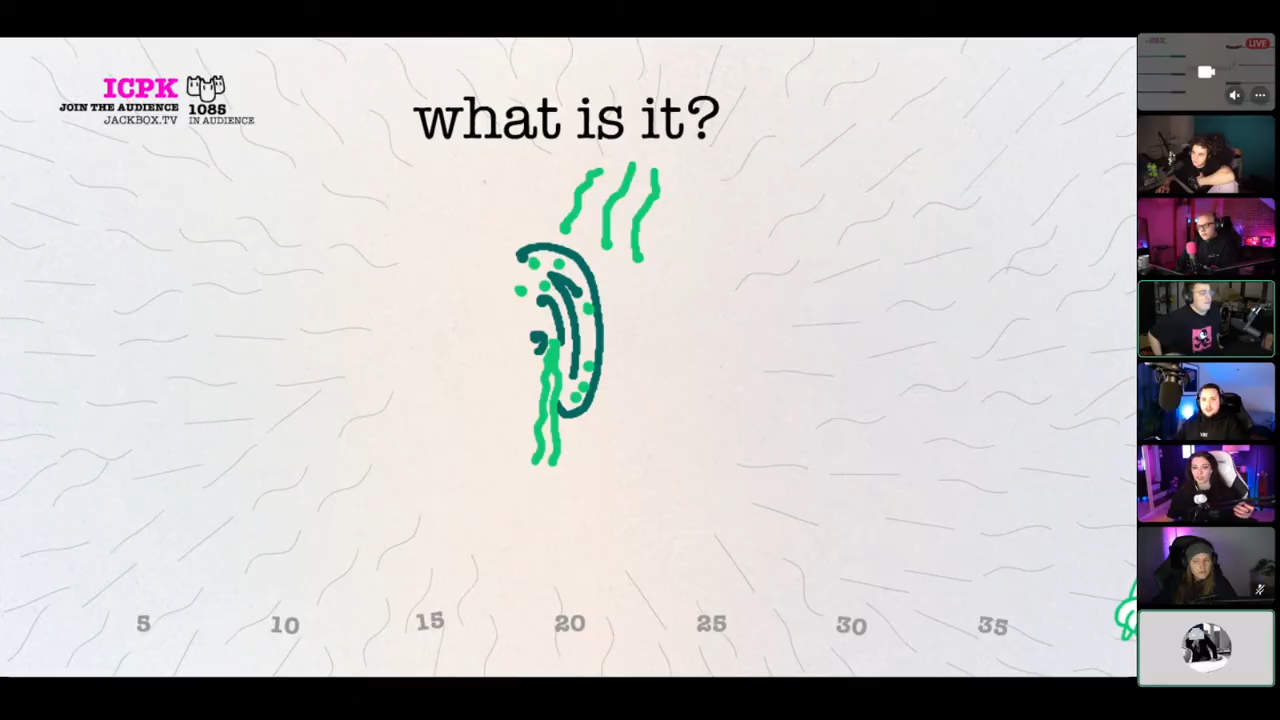 ICPK
JOIN THE AUDIENCE
JACKBOX.TV
1085
IN AUDIENCE
what is it?
5 10 15 20 25 30 35
LIVE